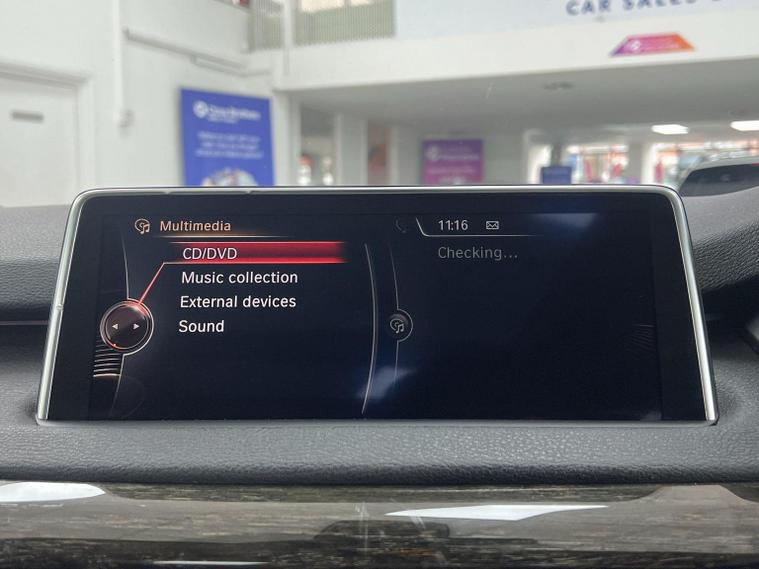 CAR SALES
Multimedia
11:16
CD/DVD
Checking...
Music collection
External devices
Sound